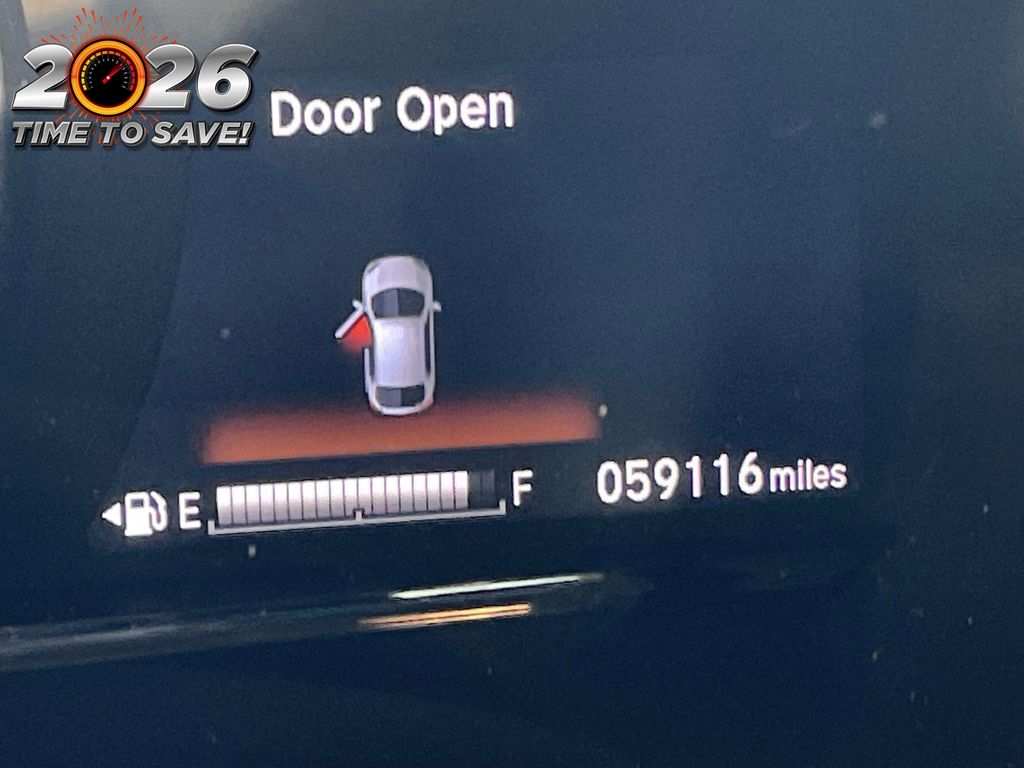 2026
TIME TO SAVE!
Door Open
E F
059116 miles